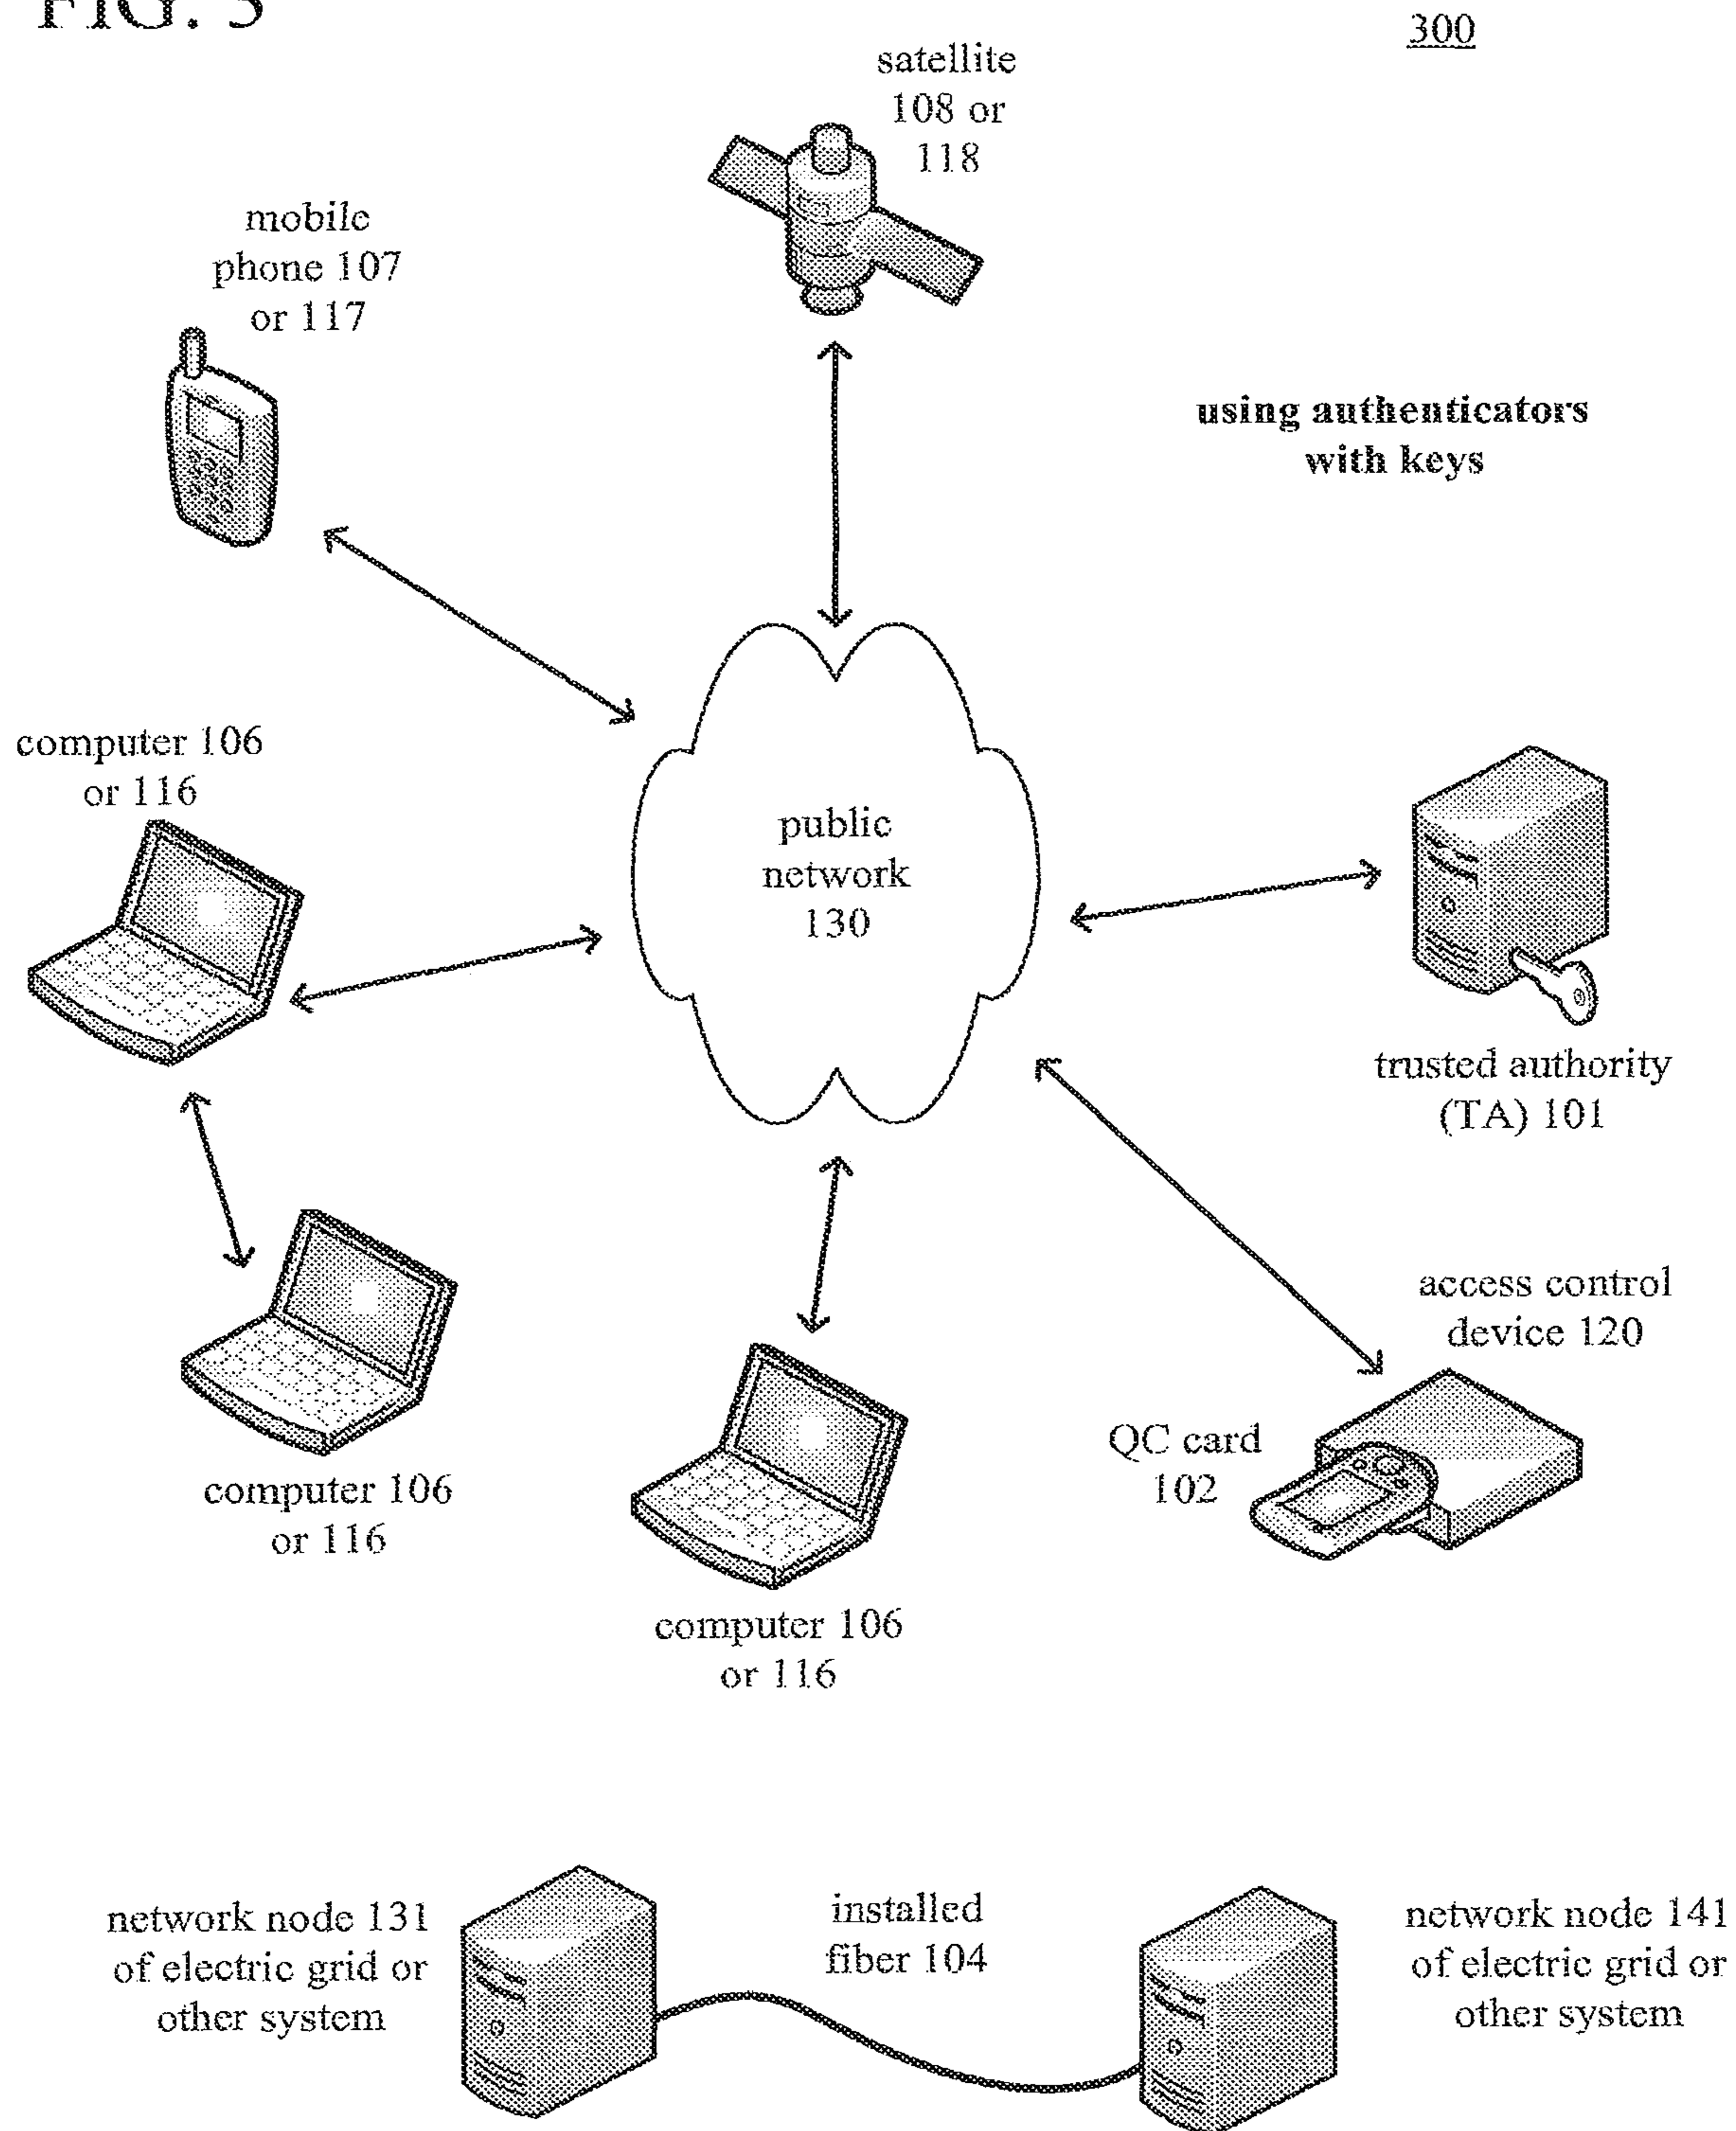 FIG. 3
300
satellite
108 or
118
mobile
phone 107
or 117
using authenticators
with keys
computer 106
or 116
public
network
130
trusted authority
(TA) 101
access control
device 120
QC card
102
computer 106
or 116
computer 106
or 116
network node 131
of electric grid or
other system
installed
fiber 104
network node 141
of electric grid or
other system